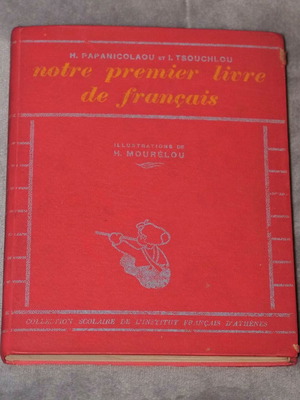 H. PAPANICOLAOU ET I. TSOUCHLOU
notre premier livre
de français
ILLUSTRATIONS DE
H. MOURÉLOU
COLLECTION SCOLAIRE DE L'INSTITUT FRANÇAIS D'ATHÈNES